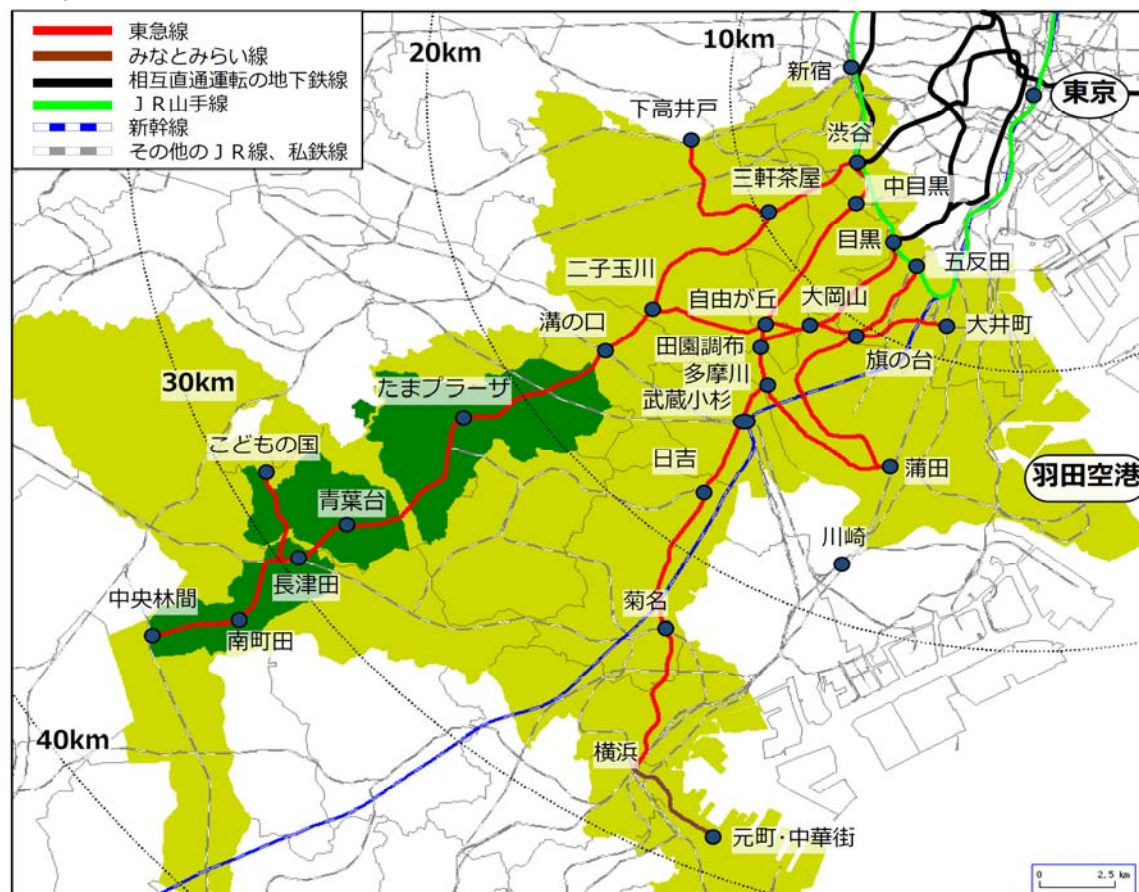 東急線
みなとみらい線
相互直通運転の地下鉄線
ＪＲ山手線
新幹線
その他のＪＲ線、私鉄線
20km
10km
新宿
東京
下高井戸
渋谷
三軒茶屋
中目黒
目黒
二子玉川
五反田
自由が丘
大岡山
溝の口
大井町
田園調布
旗の台
30km
たまプラーザ
多摩川
武蔵小杉
こどもの国
日吉
蒲田
羽田空港
青葉台
川崎
長津田
中央林間
菊名
南町田
40km
横浜
元町･中華街
0 2.5 km